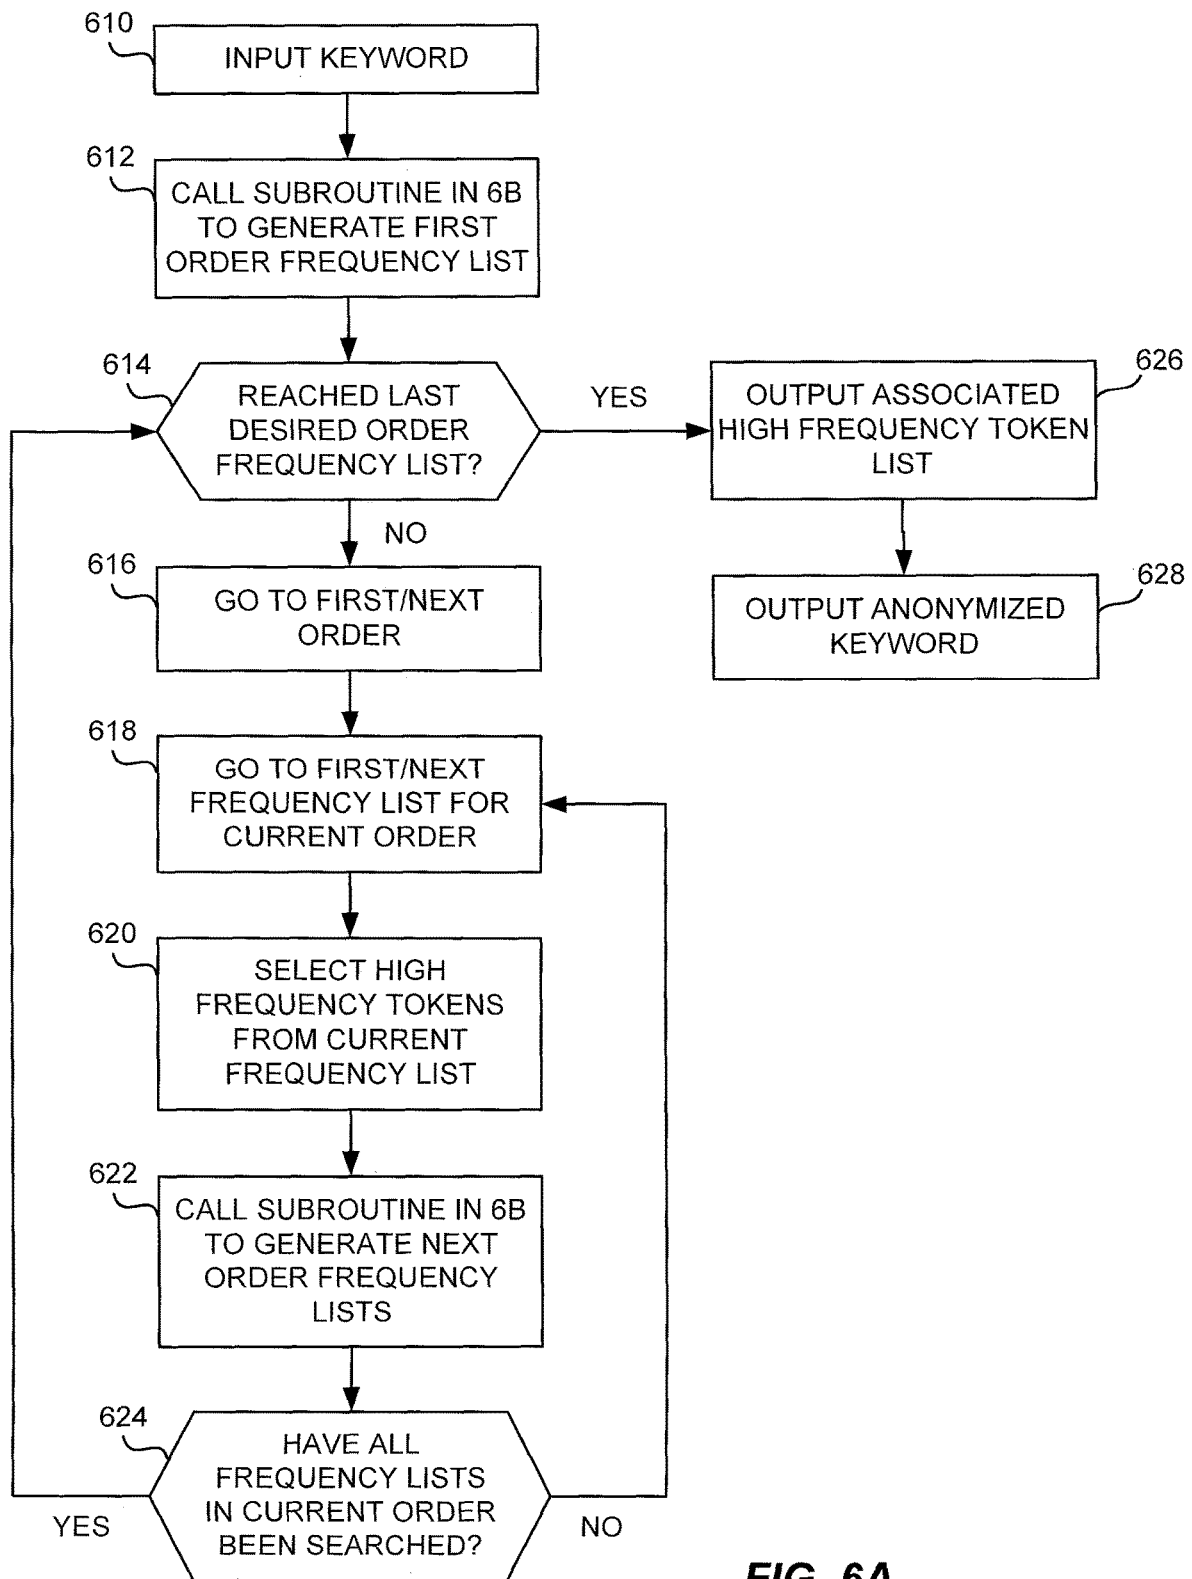 610
INPUT KEYWORD
612
CALL SUBROUTINE IN 6B
TO GENERATE FIRST
ORDER FREQUENCY LIST
614
REACHED LAST
DESIRED ORDER
FREQUENCY LIST?
YES
626
OUTPUT ASSOCIATED
HIGH FREQUENCY TOKEN
LIST
NO
628
OUTPUT ANONYMIZED
KEYWORD
616
GO TO FIRST/NEXT
ORDER
618
GO TO FIRST/NEXT
FREQUENCY LIST FOR
CURRENT ORDER
620
SELECT HIGH
FREQUENCY TOKENS
FROM CURRENT
FREQUENCY LIST
622
CALL SUBROUTINE IN 6B
TO GENERATE NEXT
ORDER FREQUENCY
LISTS
624
HAVE ALL
FREQUENCY LISTS
IN CURRENT ORDER
BEEN SEARCHED?
YES
NO
FIG. 6A